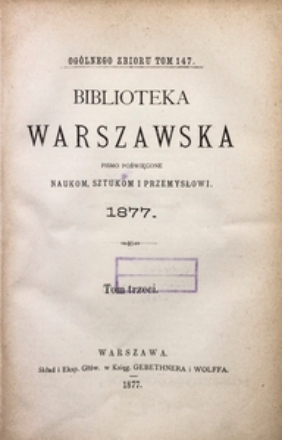 OGÓLNEGO ZBIORU TOM 147.
BIBLIOTEKA
WARSZAWSKA
PISMO POŚWIĘCONE
NAUKOM, SZTUKOM I PRZEMYSŁOWI.
1877.
Tom trzeci.
WARSZAWA.
Skład i Eksp. Główn. w Księg. GEBETHNERA i WOLFFA.
1877.